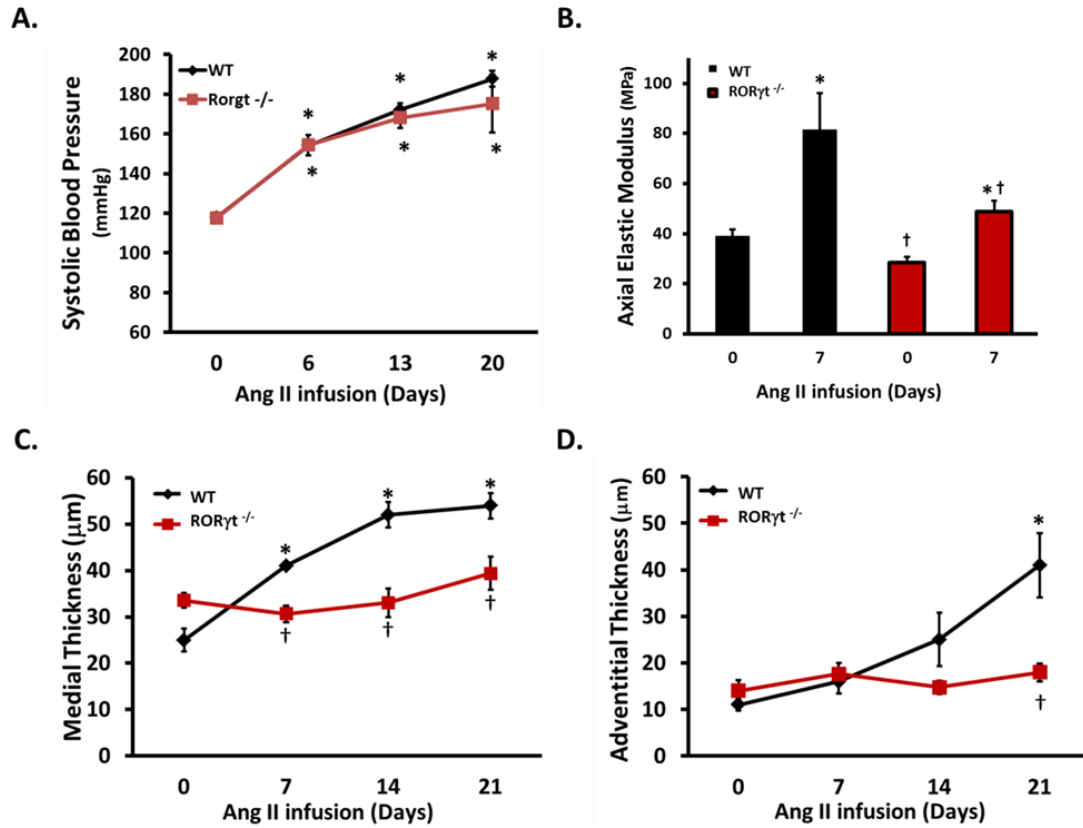 A.
Systolic Blood Pressure
(mmHg)
200
180
160
140
120
100
80
60
WT
Rorgt -/-
*
*
*
*
*
*
0 6 13 20
Ang II infusion (Days)
B.
Axial Elastic Modulus (MPa)
100
80
60
40
20
0
WT
RORγt -/-
*
†
*†
0 7 0 7
Ang II infusion (Days)
C.
Medial Thickness (μm)
60
50
40
30
20
10
0
WT
RORγt -/-
*
*
*
†
†
†
0 7 14 21
Ang II infusion (Days)
D.
Adventitial Thickness (μm)
60
50
40
30
20
10
0
WT
RORγt -/-
*
†
0 7 14 21
Ang II infusion (Days)